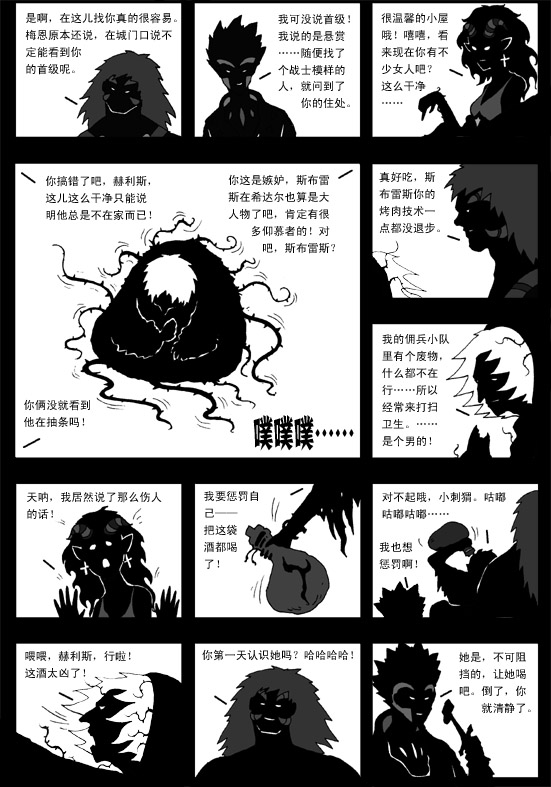 是啊，在这儿找你真的很容易。
梅恩原本还说，在城门口说不
定能看到你
的首级呢。
我可没说首级！
我说的是悬赏
……随便找了
个战士模样的
人，就问到了
你的住处。
很温馨的小屋
哦！嘻嘻，看
来现在你有不
少女人吧？
这么干净
……
你搞错了吧，赫利斯，
这儿这么干净只能说
明他总是不在家而已！
你这是嫉妒，斯布雷
斯在希达尔也算是大
人物了吧，肯定有很
多仰慕者的！对
吧，斯布雷斯？
你俩没就看到
他在抽条吗！
噗噗噗……
真好吃，斯
布雷斯你的
烤肉技术一
点都没退步。
我的佣兵小队
里有个废物，
什么都不在
行……所以
经常来打扫
卫生。……
是个男的！
天呐，我居然说了那么伤人
的话！
我要惩罚自
己——
把这袋
酒都喝
了！
对不起哦，小刺猬。咕嘟
咕嘟咕嘟……
我也想
惩罚啊！
喂喂，赫利斯，行啦！
这酒太凶了！
你第一天认识她吗？哈哈哈哈！
她是，不可阻
挡的，让她喝
吧。倒了，你
就清静了。